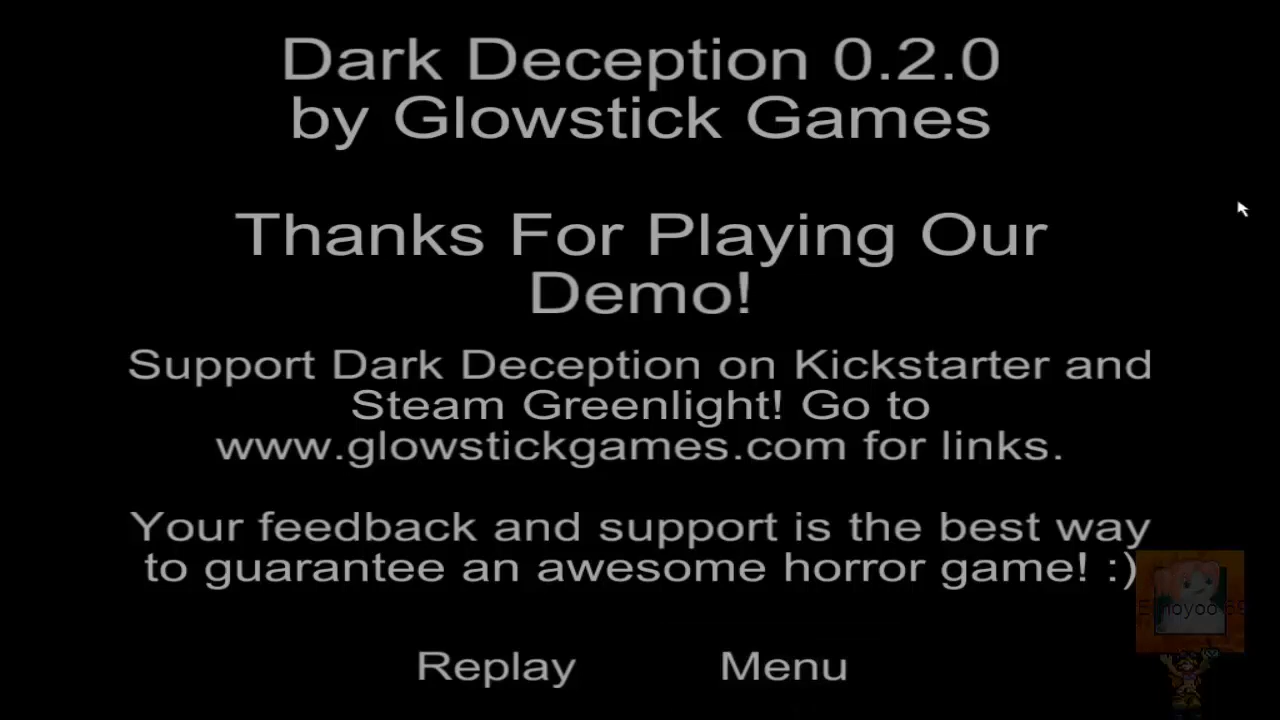 Dark Deception 0.2.0
by Glowstick Games
Thanks For Playing Our
Demo!
Support Dark Deception on Kickstarter and
Steam Greenlight! Go to
www.glowstickgames.com for links.
Your feedback and support is the best way
to guarantee an awesome horror game! :)
Replay Menu